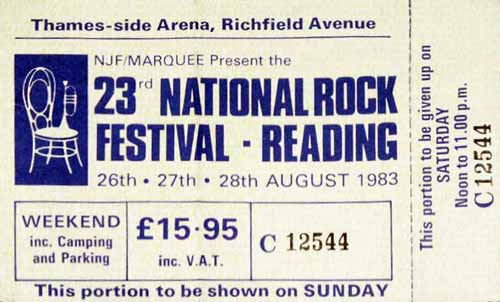 Thames-side Arena, Richfield Avenue
NJF/MARQUEE Present the
23rd NATIONAL ROCK
FESTIVAL · READING
26th · 27th · 28th AUGUST 1983
WEEKEND
inc. Camping
and Parking
£15·95
inc. V.A.T.
C 12544
This portion to be shown on SUNDAY
This portion to be given up on
SATURDAY
Noon to 11.00 p.m.
C 12544